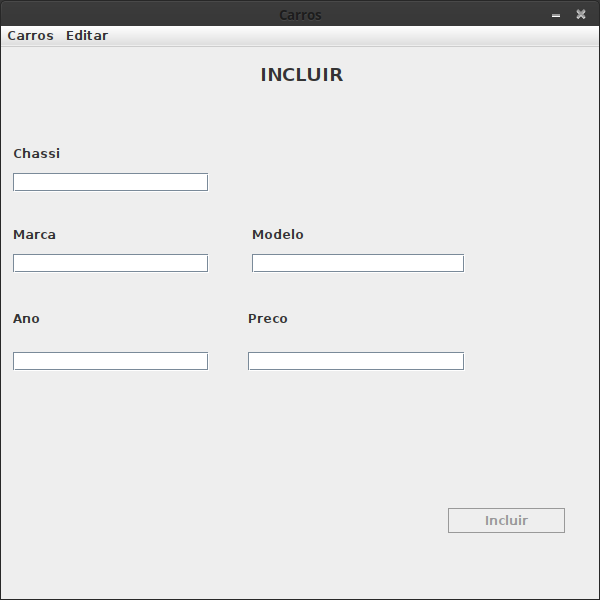 Carros
Carros Editar
INCLUIR
Chassi
Marca Modelo
Ano Preco
Incluir